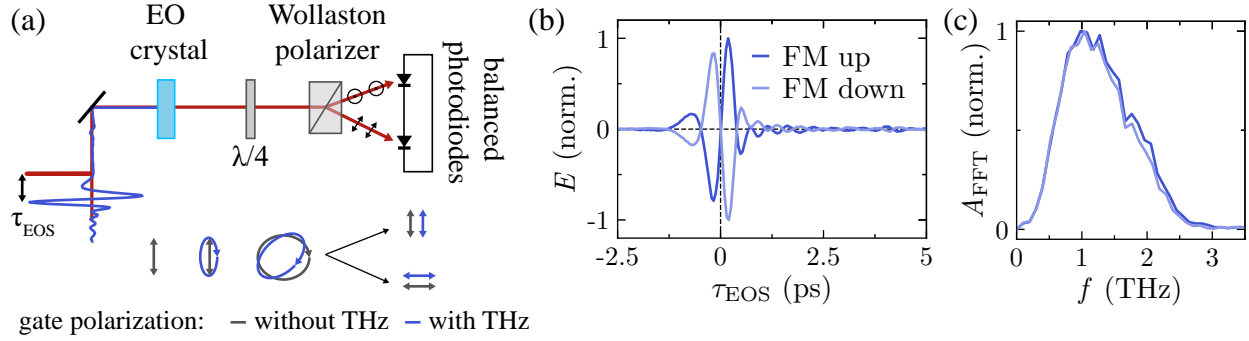 (a)
EO
crystal
Wollaston
polarizer
balanced
photodiodes
λ/4
τEOS
gate polarization: without THz with THz
(b)
E (norm.)
1
0
-1
FM up
FM down
-2.5 0 2.5 5
τEOS (ps)
(c)
AFFT (norm.)
1
0
0 1 2 3
f (THz)